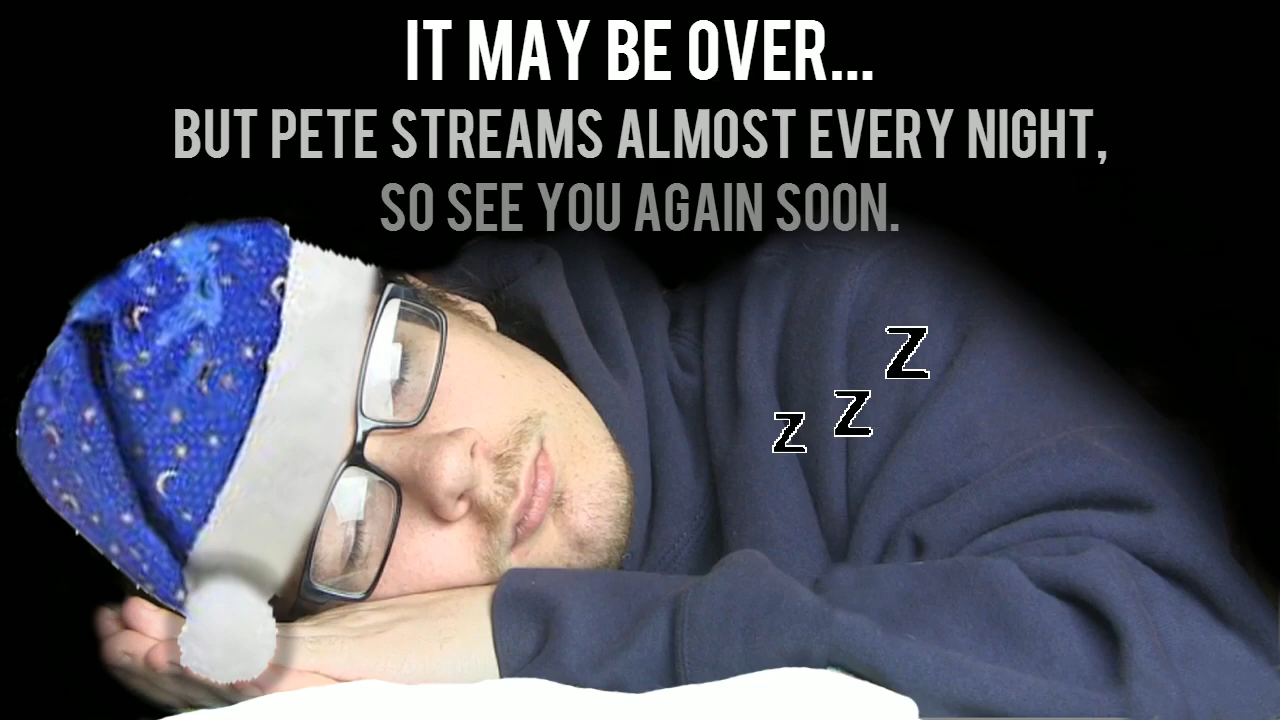 IT MAY BE OVER...
BUT PETE STREAMS ALMOST EVERY NIGHT,
SO SEE YOU AGAIN SOON.
Z
Z
Z